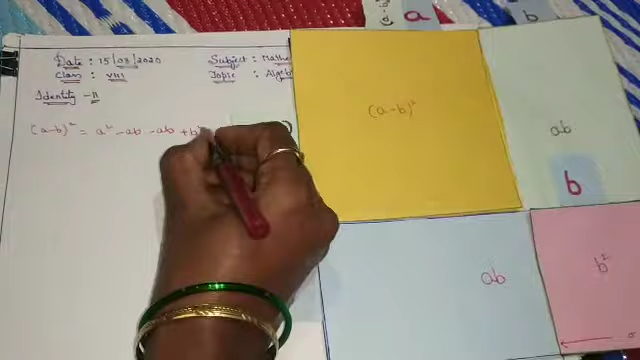 a
b
Date : 15/08/2020 Subject : Mathe
Class : VIII Topic : Algeb
Identity - II
(a-b)² = a² - ab - ab + b²
(a-b)²
ab
b
ab
b²